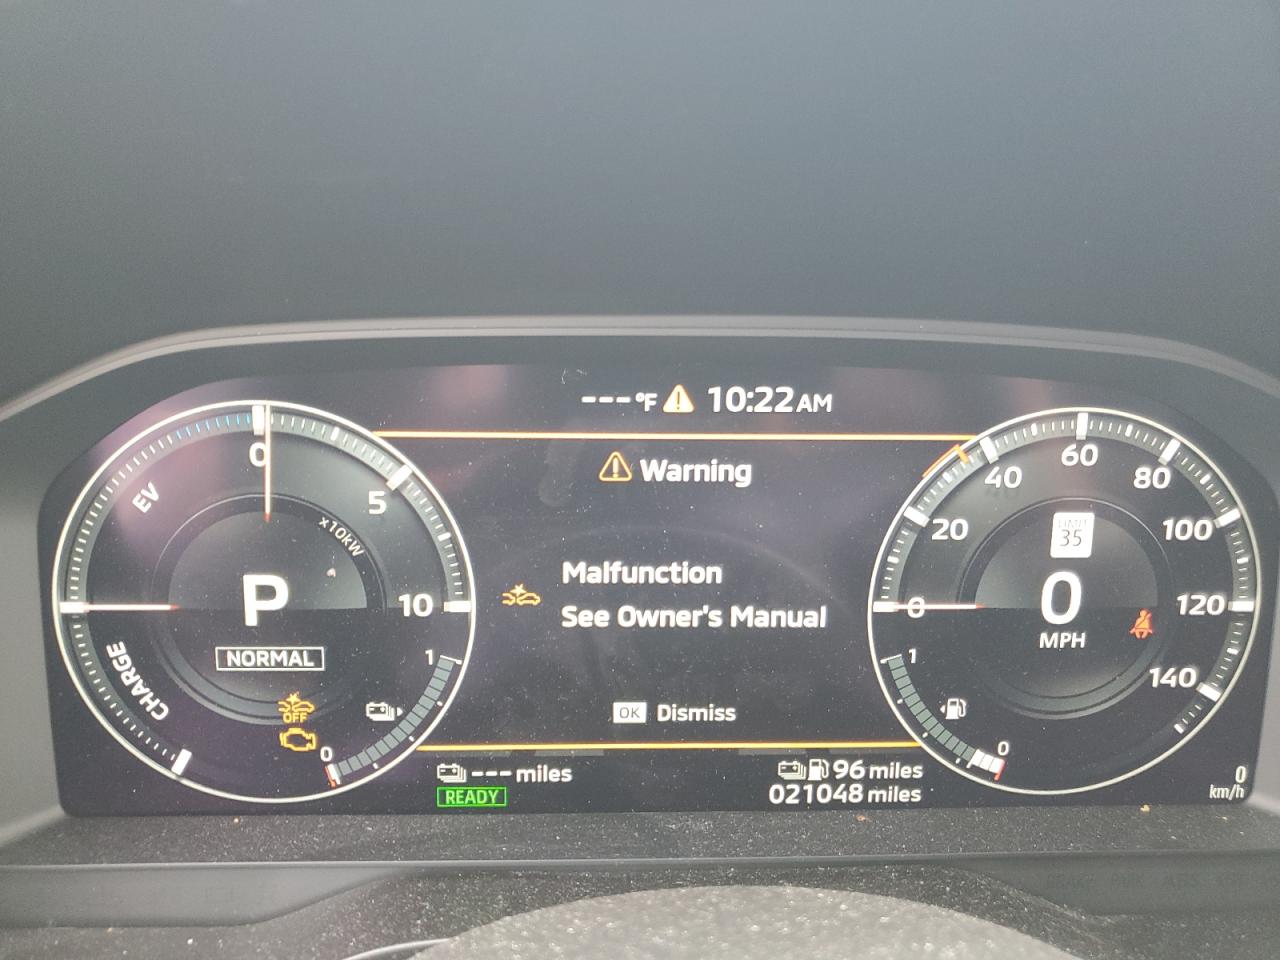 ---°F 10:22AM
Warning
Malfunction
See Owner's Manual
OK Dismiss
EV
0
5
10
x10kW
P
NORMAL
CHARGE
OFF
1
0
--- miles
READY
96 miles
021048 miles
0
20
40
60
80
100
120
140
LIMIT
35
0
MPH
1
0
0
km/h